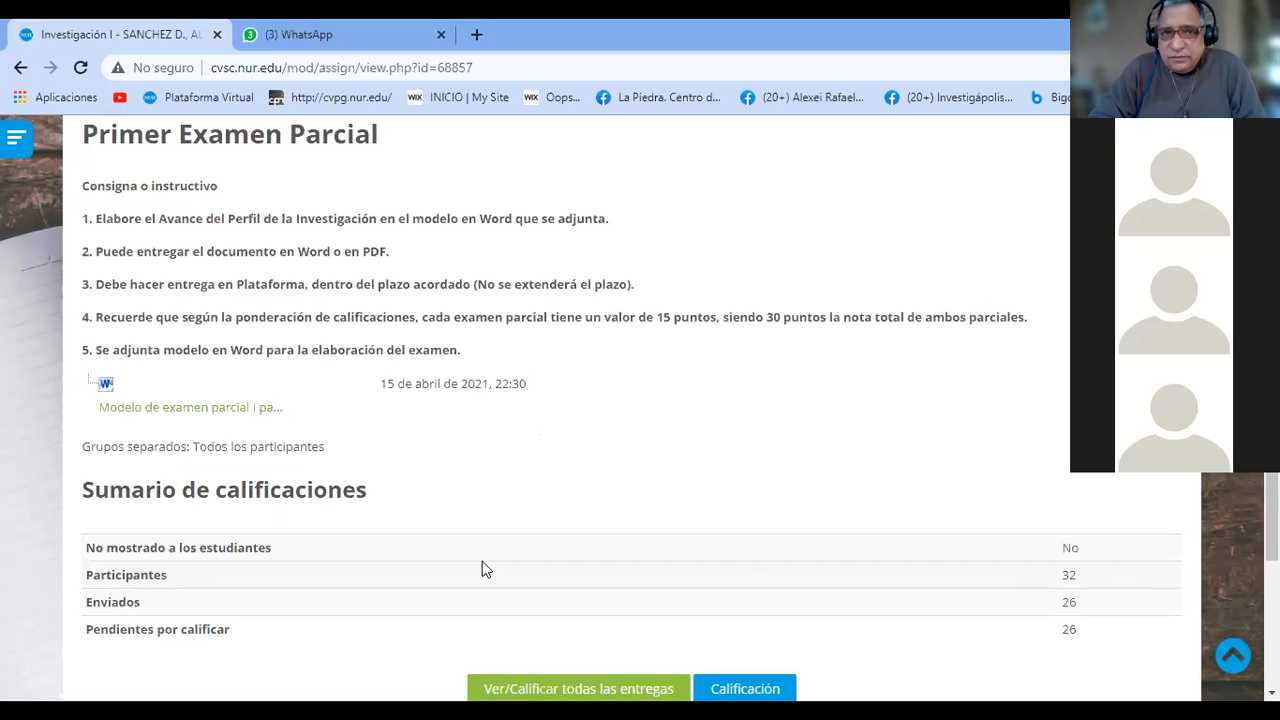 Investigación I - SANCHEZ D., AL
(3) WhatsApp
No seguro
cvsc.nur.edu/mod/assign/view.php?id=68857
Aplicaciones
Plataforma Virtual
http://cvpg.nur.edu/
INICIO | My Site
Oops...
La Piedra. Centro d...
(20+) Alexei Rafael...
(20+) Investigápolis...
Primer Examen Parcial
Consigna o instructivo
1. Elabore el Avance del Perfil de la Investigación en el modelo en Word que se adjunta.
2. Puede entregar el documento en Word o en PDF.
3. Debe hacer entrega en Plataforma, dentro del plazo acordado (No se extenderá el plazo).
4. Recuerde que según la ponderación de calificaciones, cada examen parcial tiene un valor de 15 puntos, siendo 30 puntos la nota total de ambos parciales.
5. Se adjunta modelo en Word para la elaboración del examen.
15 de abril de 2021, 22:30
Modelo de examen parcial I pa...
Grupos separados: Todos los participantes
Sumario de calificaciones
No mostrado a los estudiantes No
Participantes 32
Enviados 26
Pendientes por calificar 26
Ver/Calificar todas las entregas
Calificación